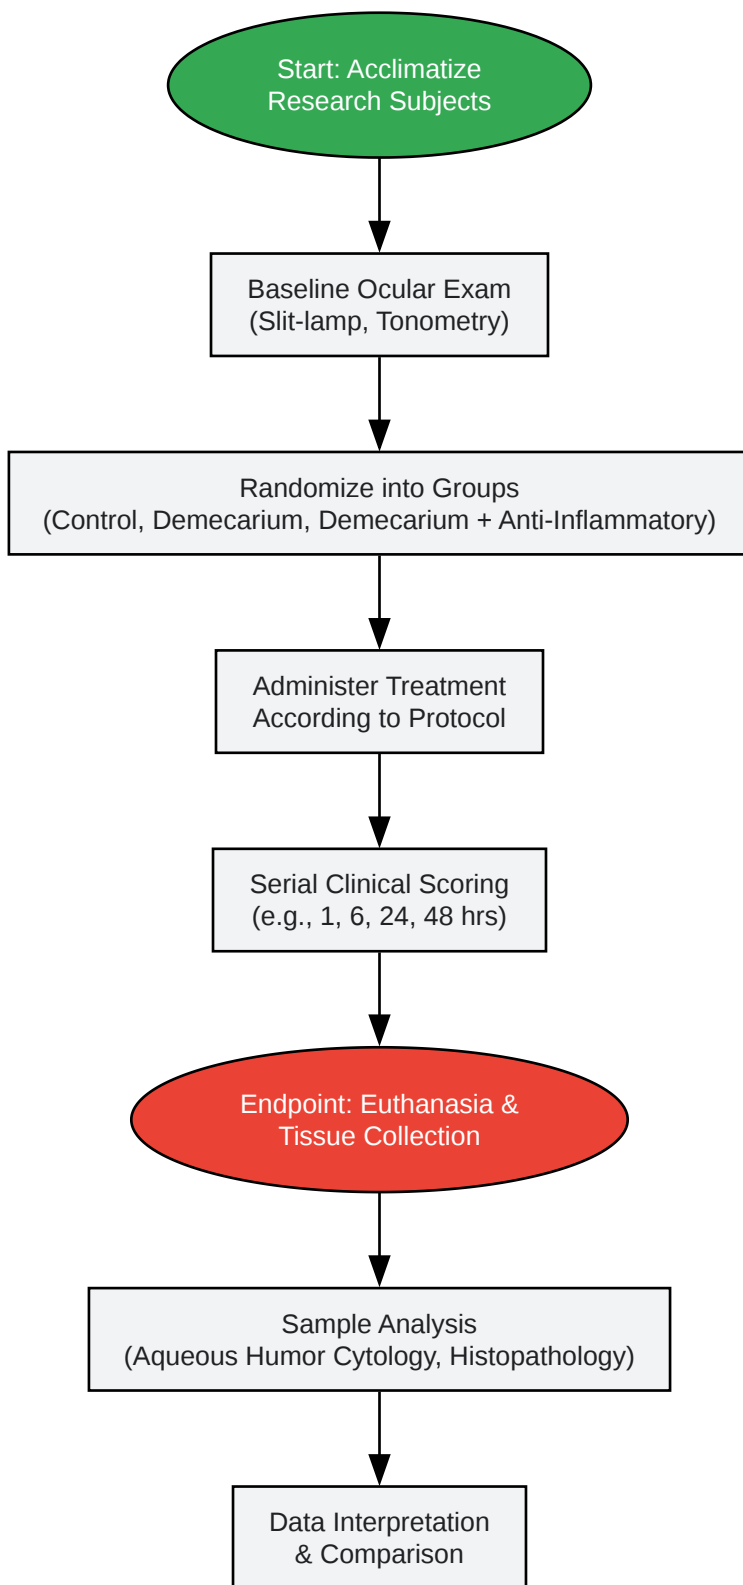 Start: Acclimatize
Research Subjects
Baseline Ocular Exam
(Slit-lamp, Tonometry)
Randomize into Groups
(Control, Demecarium, Demecarium + Anti-Inflammatory)
Administer Treatment
According to Protocol
Serial Clinical Scoring
(e.g., 1, 6, 24, 48 hrs)
Endpoint: Euthanasia &
Tissue Collection
Sample Analysis
(Aqueous Humor Cytology, Histopathology)
Data Interpretation
& Comparison